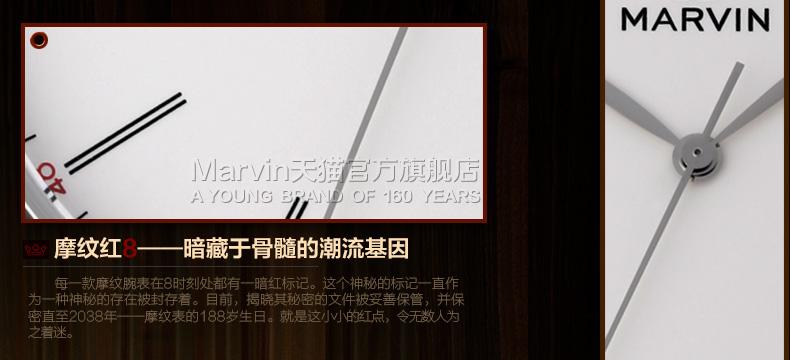 MARVIN
40
Marvin天猫官方旗舰店
A YOUNG BRAND OF 160 YEARS
摩纹红8——暗藏于骨髓的潮流基因
每一款摩纹腕表在8时刻处都有一暗红标记。这个神秘的标记一直作
为一种神秘的存在被封存着。目前，揭晓其秘密的文件被妥善保管，并保
密直至2038年——摩纹表的188岁生日。就是这小小的红点，令无数人为
之着迷。